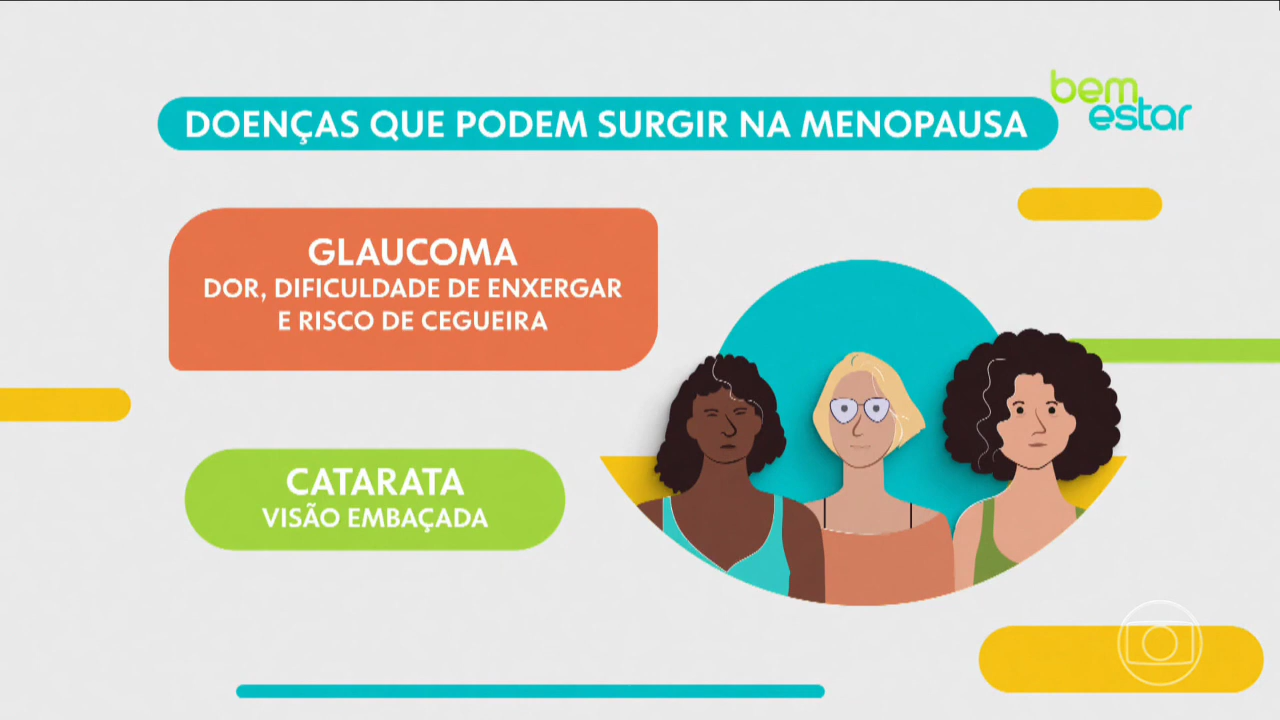 DOENÇAS QUE PODEM SURGIR NA MENOPAUSA
bem
estar
GLAUCOMA
DOR, DIFICULDADE DE ENXERGAR
E RISCO DE CEGUEIRA
CATARATA
VISÃO EMBAÇADA